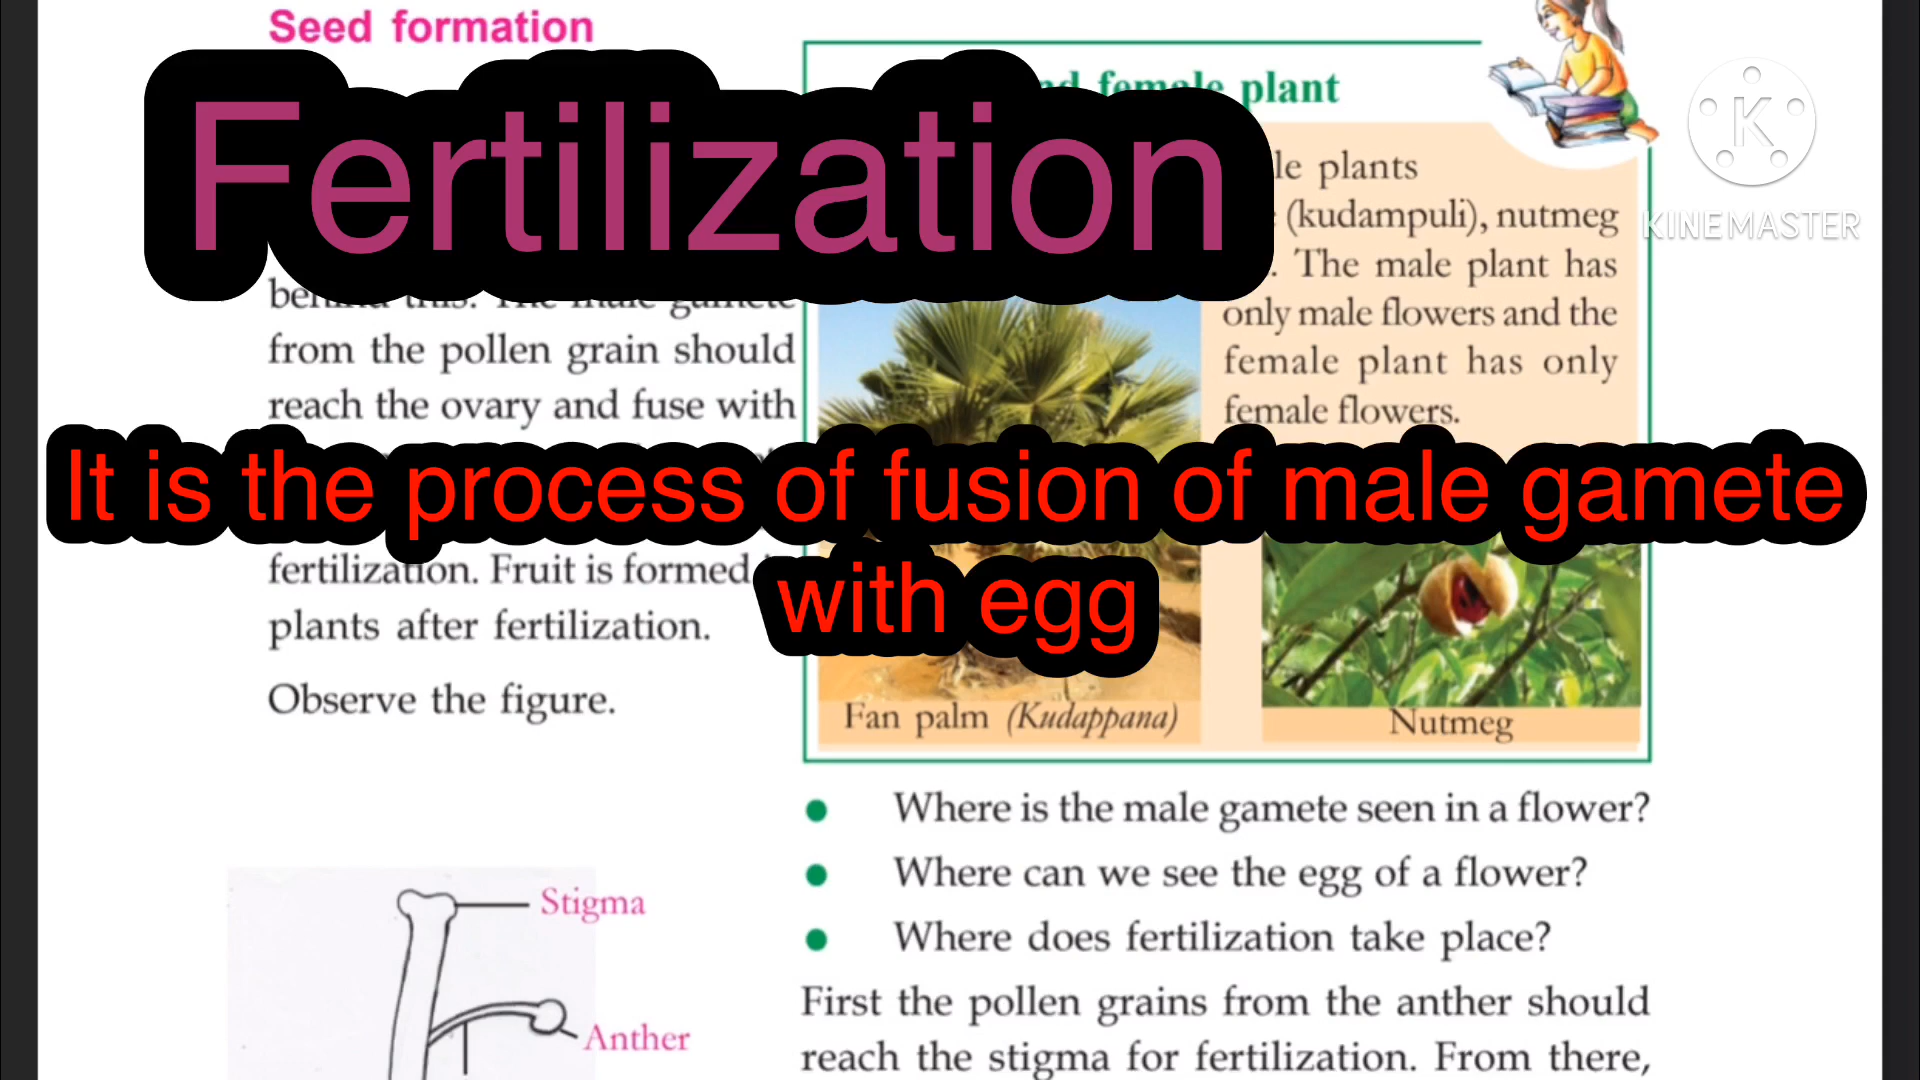 Seed formation
Fertilization
female plant
plants
(kudampuli), nutmeg
The male plant has
only male flowers and the
female plant has only
female flowers.
KINEMASTER
from the pollen grain should
reach the ovary and fuse with
It is the process of fusion of male gamete
with egg
fertilization. Fruit is formed
plants after fertilization.
Observe the figure.
Fan palm (Kudappana)
Nutmeg
Where is the male gamete seen in a flower?
Where can we see the egg of a flower?
Where does fertilization take place?
First the pollen grains from the anther should
reach the stigma for fertilization. From there,
Stigma
Anther